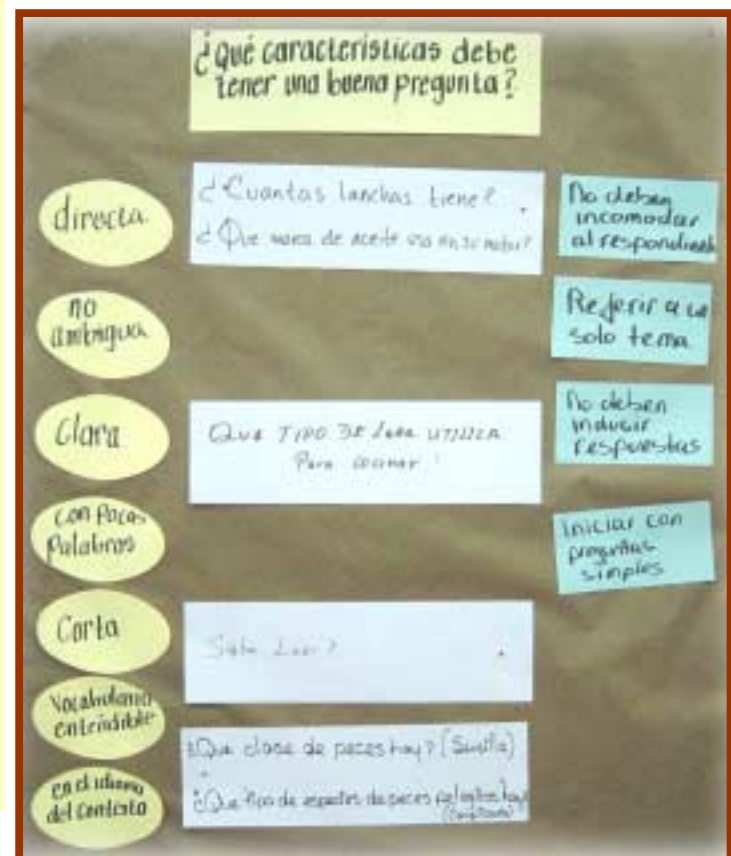 ¿Qué características debe
tener una buena pregunta?
directa
¿Cuantas lanchas tiene?
¿Que marca de aceite usa en su motor?
No deben
incomodar
al respondiente
no
ambigua
Referir a un
solo tema
Clara
Que TIPO DE UTILIZA
Para cocinar
No deben
inducir
respuestas
con Pocas
Palabras
Iniciar con
preguntas
simples
Corta
Sabe Leer?
Vocabulario
entendible
¿Que clase de peces hay? (Sencilla)
¿Que tipo de especies de peces pelagicos hay?
en el idioma
del contexto